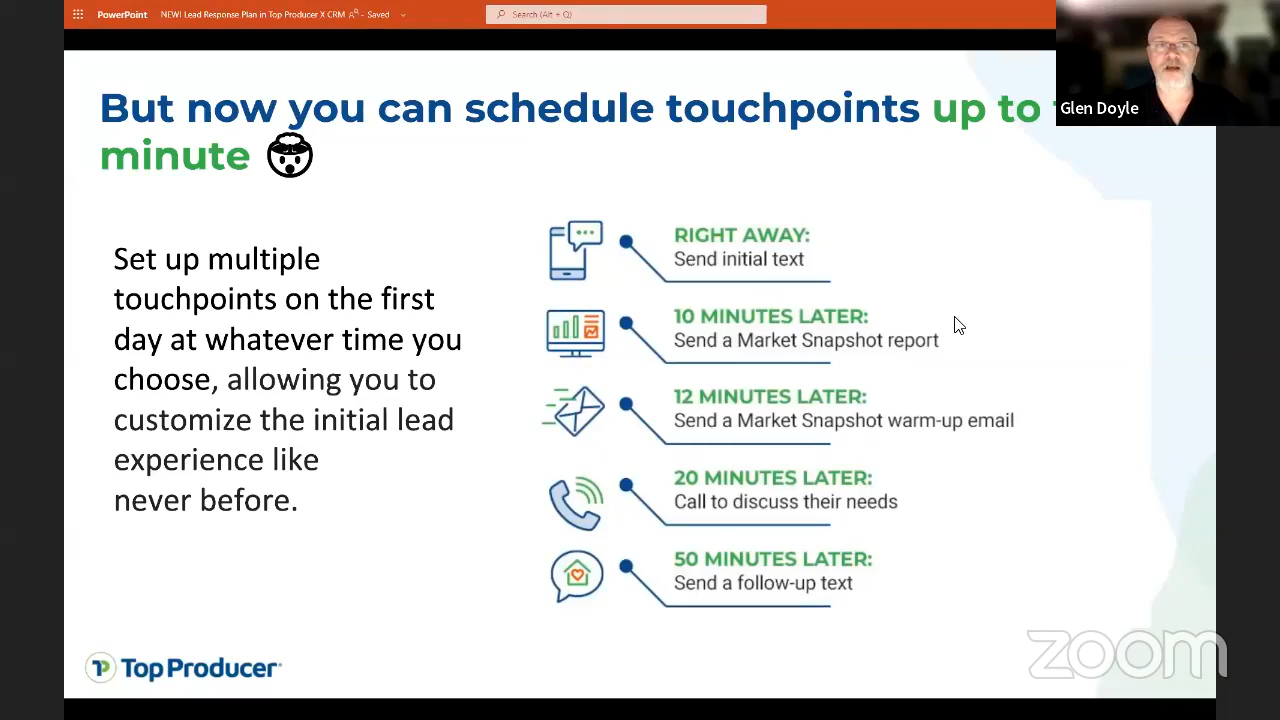 PowerPoint NEW! Lead Response Plan in Top Producer X CRM - Saved
Search (Alt + Q)
Glen Doyle
But now you can schedule touchpoints up to
minute
Set up multiple
touchpoints on the first
day at whatever time you
choose, allowing you to
customize the initial lead
experience like
never before.
RIGHT AWAY:
Send initial text
10 MINUTES LATER:
Send a Market Snapshot report
12 MINUTES LATER:
Send a Market Snapshot warm-up email
20 MINUTES LATER:
Call to discuss their needs
50 MINUTES LATER:
Send a follow-up text
Top Producer
zoom